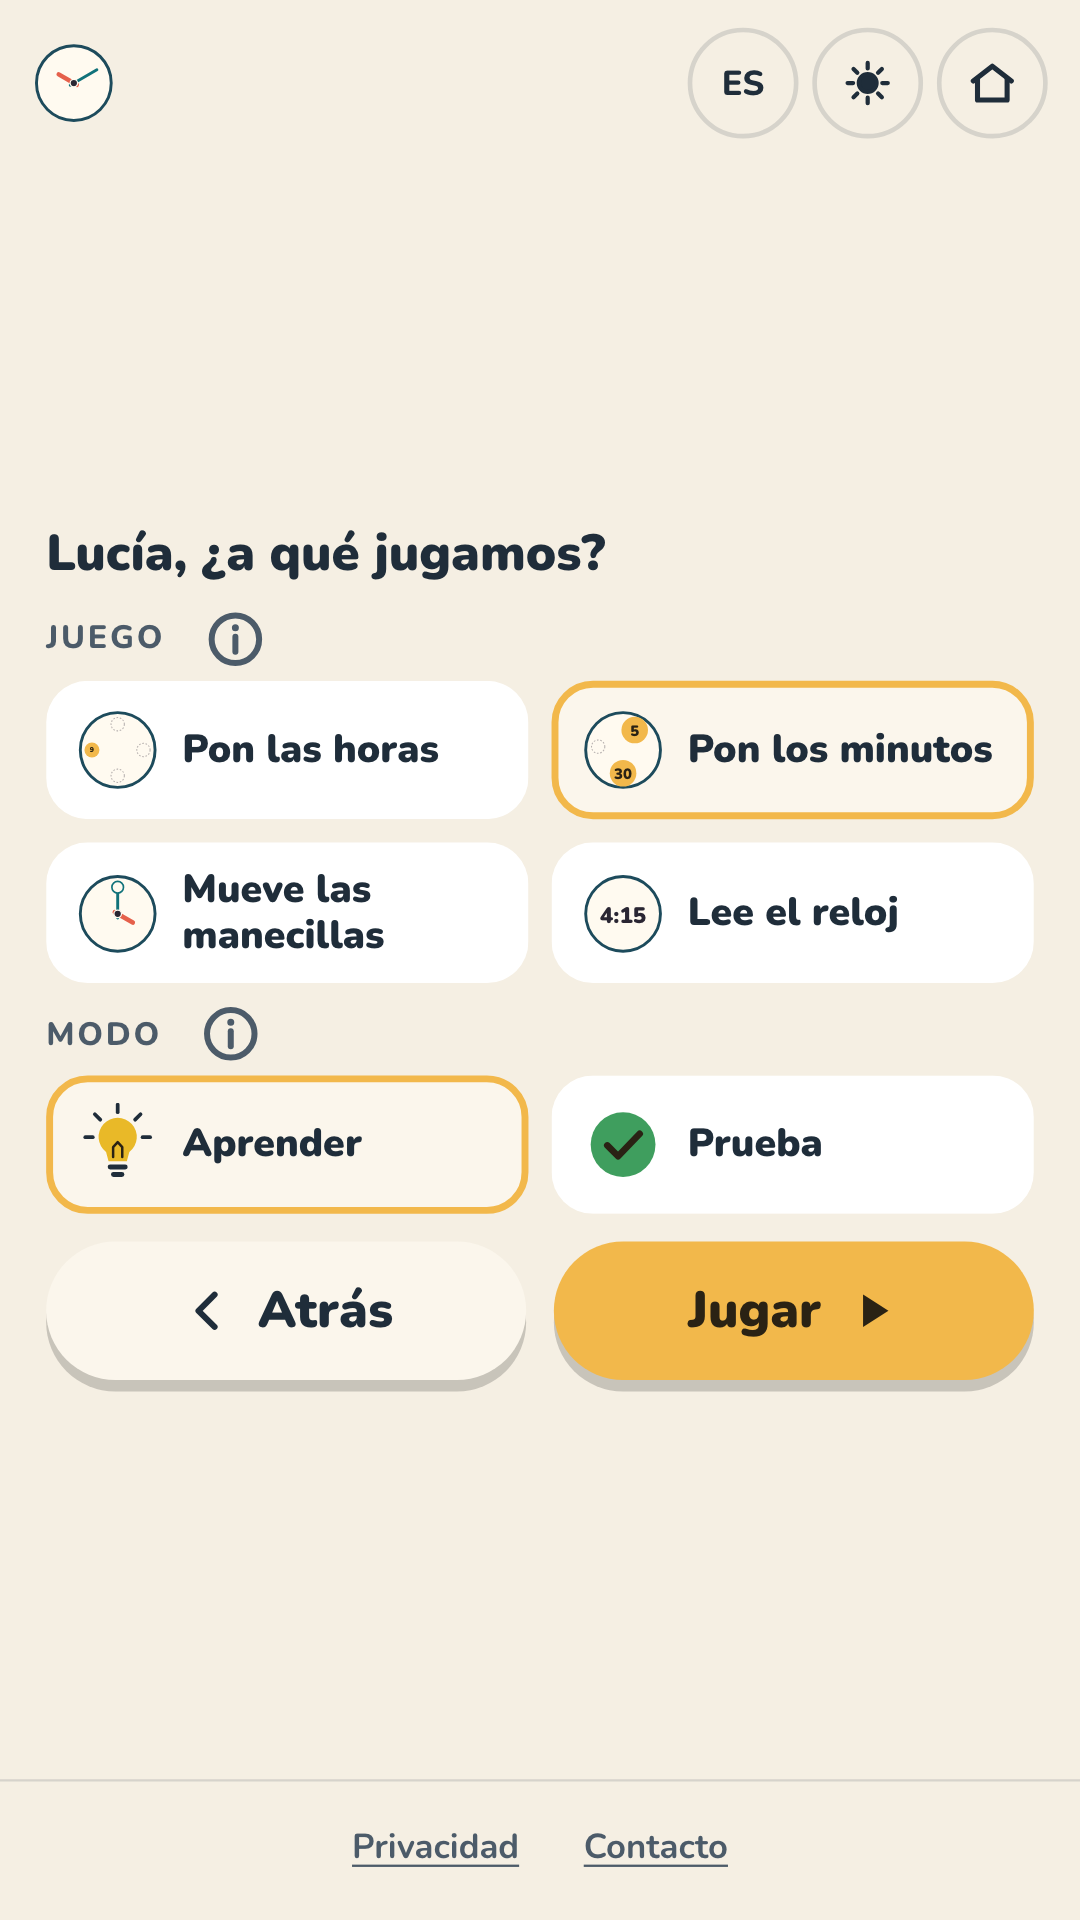 ES
Lucía, ¿a qué jugamos?
JUEGO
9
Pon las horas
5
30
Pon los minutos
Mueve las
manecillas
4:15
Lee el reloj
MODO
Aprender
Prueba
Atrás
Jugar
Privacidad
Contacto